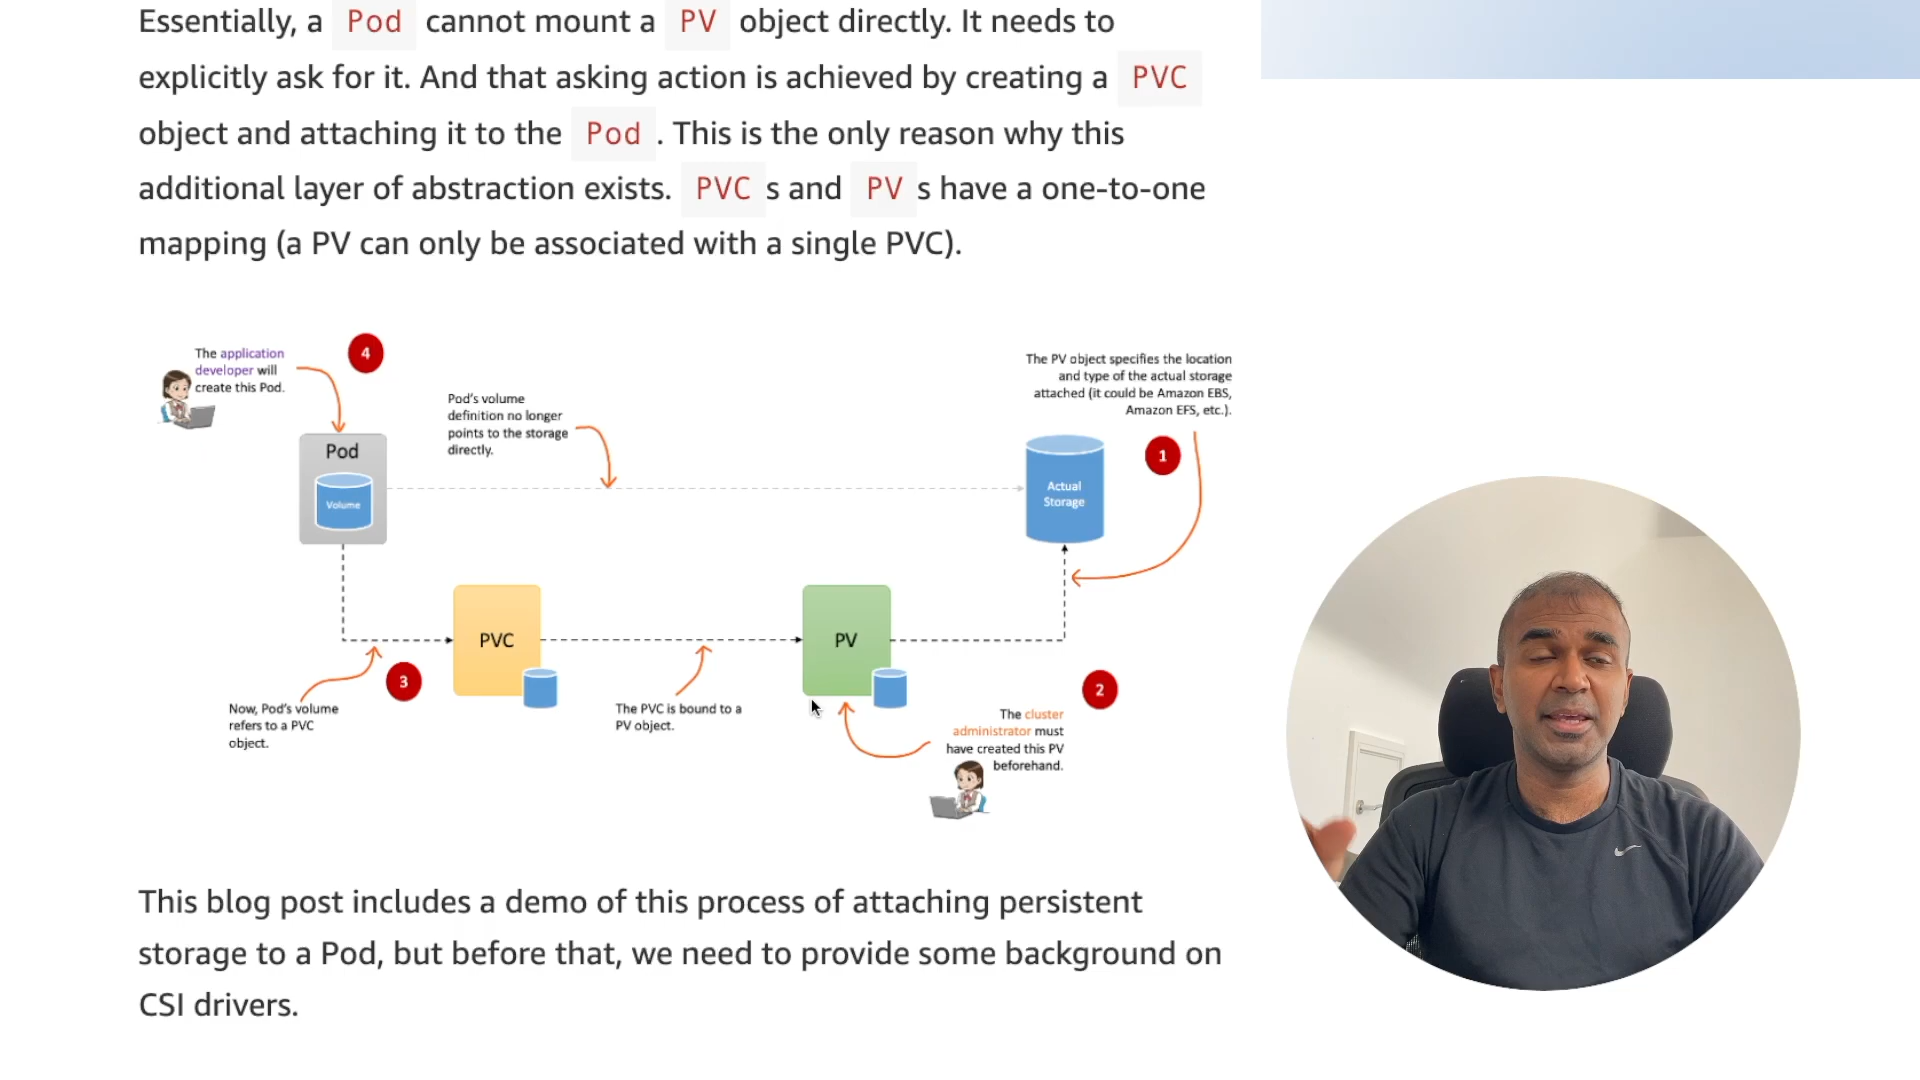 Essentially, a Pod cannot mount a PV object directly. It needs to
explicitly ask for it. And that asking action is achieved by creating a PVC
object and attaching it to the Pod . This is the only reason why this
additional layer of abstraction exists. PVC s and PV s have a one-to-one
mapping (a PV can only be associated with a single PVC).
The application
developer will
create this Pod.
4
Pod's volume
definition no longer
points to the storage
directly.
The PV object specifies the location
and type of the actual storage
attached (it could be Amazon EBS,
Amazon EFS, etc.).
1
Pod
Volume
Actual
Storage
PVC
PV
3
2
Now, Pod's volume
refers to a PVC
object.
The PVC is bound to a
PV object.
The cluster
administrator must
have created this PV
beforehand.
This blog post includes a demo of this process of attaching persistent
storage to a Pod, but before that, we need to provide some background on
CSI drivers.